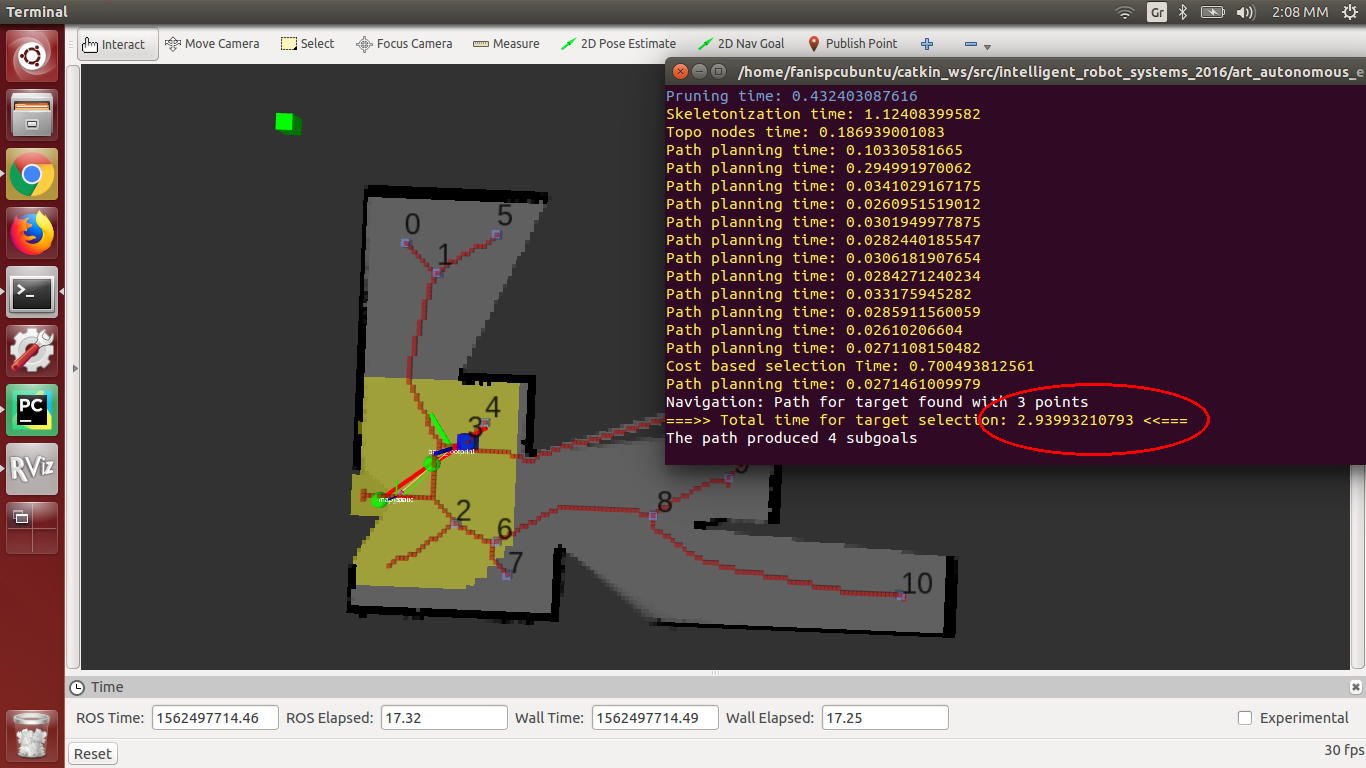 Terminal
Gr
2:08 MM
Interact
Move Camera
Select
Focus Camera
Measure
2D Pose Estimate
2D Nav Goal
Publish Point
/home/fanispcubuntu/catkin_ws/src/intelligent_robot_systems_2016/art_autonomous_e
Pruning time: 0.432403087616
Skeletonization time: 1.12408399582
Topo nodes time: 0.186939001083
Path planning time: 0.10330581665
Path planning time: 0.294991970062
Path planning time: 0.0341029167175
Path planning time: 0.0260951519012
Path planning time: 0.0301949977875
Path planning time: 0.0282440185547
Path planning time: 0.0306181907654
Path planning time: 0.0284271240234
Path planning time: 0.033175945282
Path planning time: 0.0285911560059
Path planning time: 0.02610206604
Path planning time: 0.0271108150482
Cost based selection Time: 0.700493812561
Path planning time: 0.0271461009979
Navigation: Path for target found with 3 points
===>> Total time for target selection: 2.93993210793 <<===
The path produced 4 subgoals
0
5
1
4
3
2
6
7
8
10
PC
RViz
Time
ROS Time: 1562497714.46
ROS Elapsed: 17.32
Wall Time: 1562497714.49
Wall Elapsed: 17.25
Experimental
Reset
30 fps